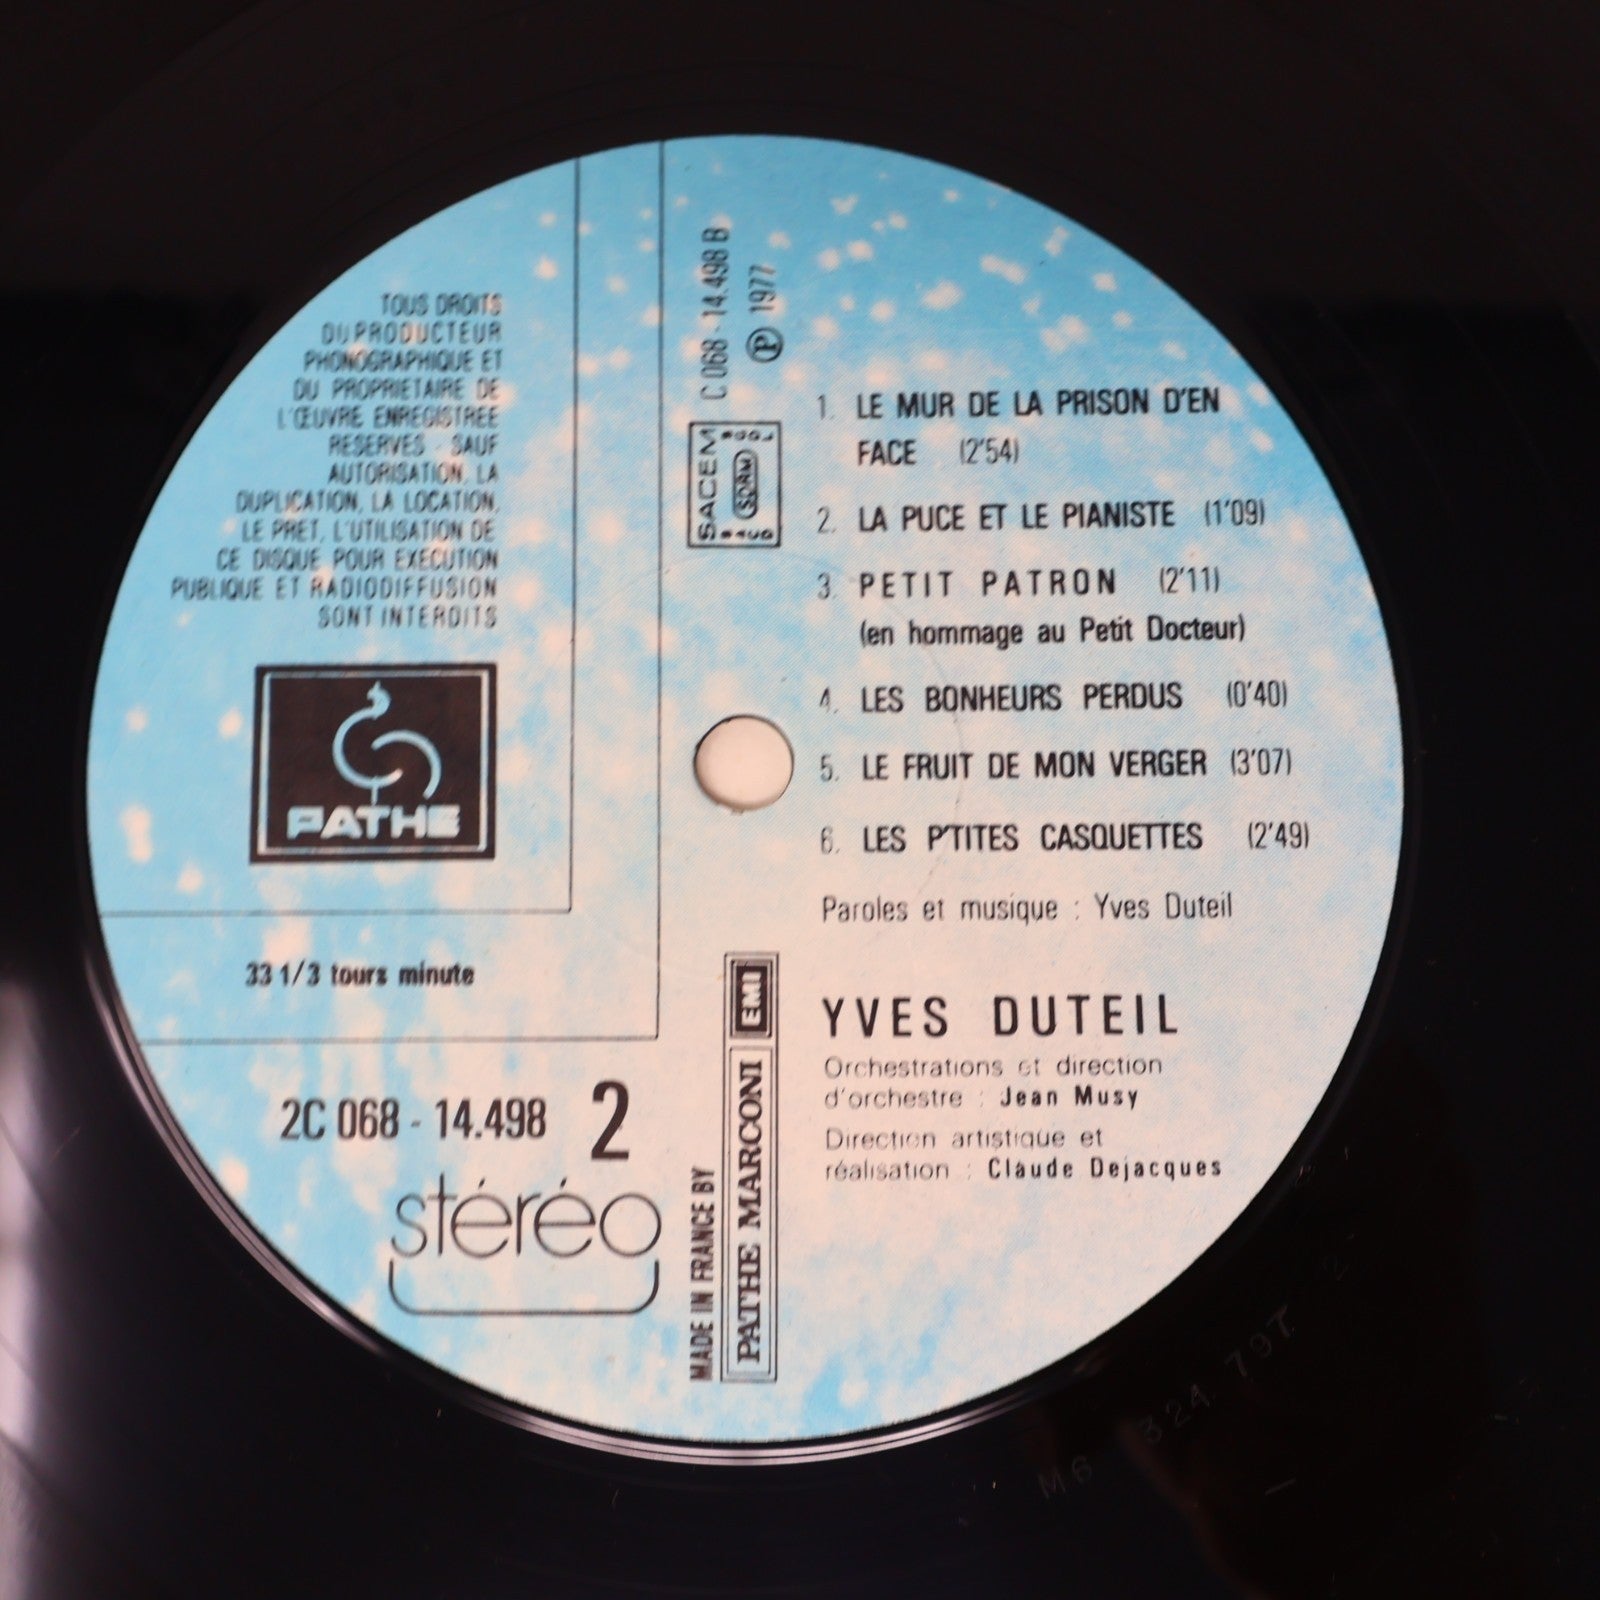 TOUS DROITS
DU PRODUCTEUR
PHONOGRAPHIQUE ET
DU PROPRIETAIRE DE
L'ŒUVRE ENREGISTREE
RESERVES - SAUF
AUTORISATION, LA
DUPLICATION, LA LOCATION,
LE PRET, L'UTILISATION DE
CE DISQUE POUR EXECUTION
PUBLIQUE ET RADIODIFFUSION
SONT INTERDITS
PATHE
33 1/3 tours minute
2C 068 - 14.498 2
stéréo
C 068 - 14.498 B
Ⓟ 1977
SACEM
SDRM
1. LE MUR DE LA PRISON D'EN
FACE (2'54)
2. LA PUCE ET LE PIANISTE (1'09)
3. PETIT PATRON (2'11)
(en hommage au Petit Docteur)
4. LES BONHEURS PERDUS (0'40)
5. LE FRUIT DE MON VERGER (3'07)
6. LES P'TITES CASQUETTES (2'49)
Paroles et musique : Yves Duteil
YVES DUTEIL
Orchestrations et direction
d'orchestre : Jean Musy
Direction artistique et
réalisation : Claude Dejacques
MADE IN FRANCE BY
PATHE MARCONI EMI
M6 324 797